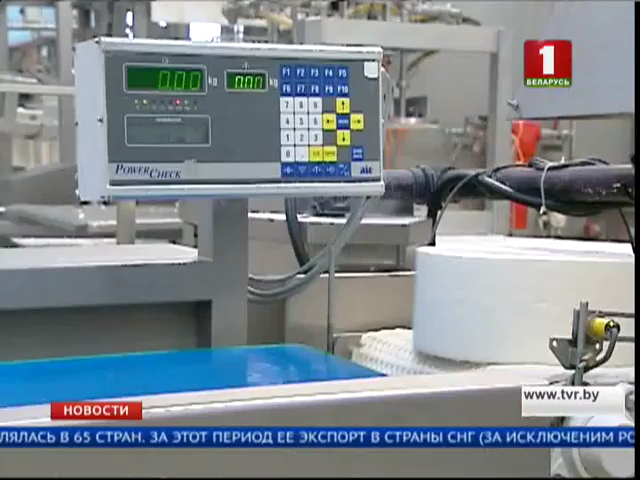 1
БЕЛАРУСЬ
0.00 kg
0.00 kg
F1 F2 F3 F4 F5
F6 F7 F8 F9 F10
7 8 9
4 5 6
1 2 3
0
POWERCHECK
НОВОСТИ
www.tvr.by
ЛЯЛАСЬ В 65 СТРАН. ЗА ЭТОТ ПЕРИОД ЕЕ ЭКСПОРТ В СТРАНЫ СНГ (ЗА ИСКЛЮЧЕНИМ РО